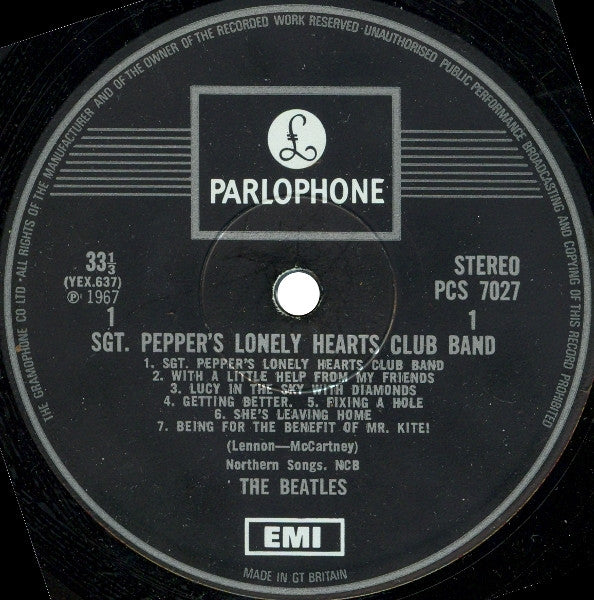 THE GRAMOPHONE CO LTD · ALL RIGHTS OF THE MANUFACTURER AND OF THE OWNER OF THE RECORDED WORK RESERVED · UNAUTHORISED PUBLIC PERFORMANCE BROADCASTING AND COPYING OF THIS RECORD PROHIBITED
£
PARLOPHONE
33⅓
(YEX.637)
℗ 1967
1
STEREO
PCS 7027
1
SGT. PEPPER'S LONELY HEARTS CLUB BAND
1. SGT. PEPPER'S LONELY HEARTS CLUB BAND
2. WITH A LITTLE HELP FROM MY FRIENDS
3. LUCY IN THE SKY WITH DIAMONDS
4. GETTING BETTER. 5. FIXING A HOLE
6. SHE'S LEAVING HOME
7. BEING FOR THE BENEFIT OF MR. KITE!
(Lennon—McCartney)
Northern Songs. NCB
THE BEATLES
EMI
MADE IN GT BRITAIN